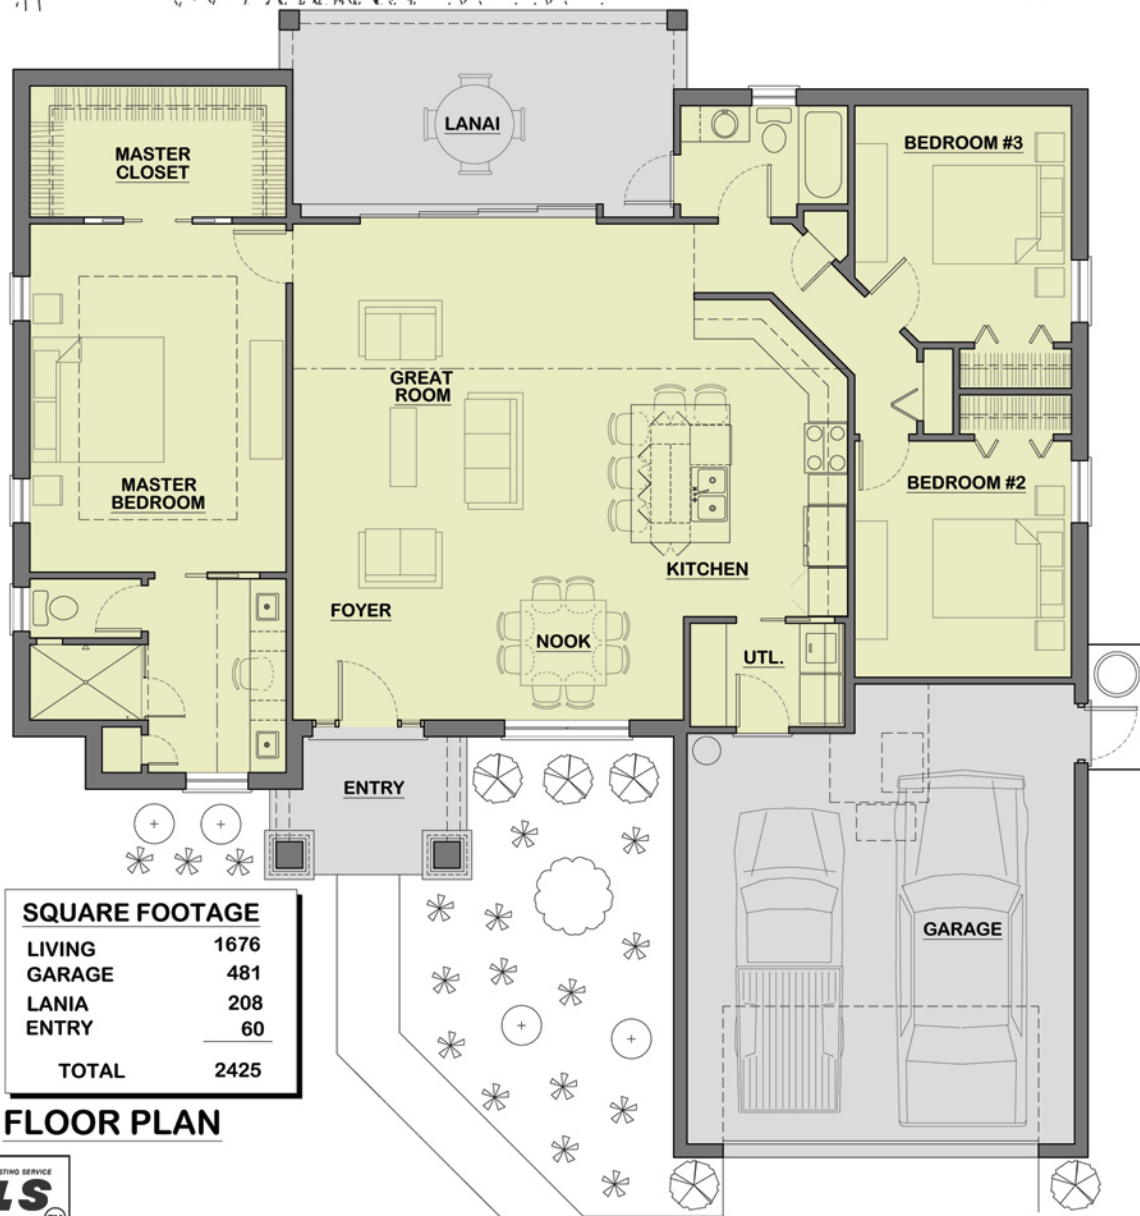 LANAI
MASTER
CLOSET
BEDROOM #3
GREAT
ROOM
MASTER
BEDROOM
BEDROOM #2
KITCHEN
FOYER
NOOK
UTL.
ENTRY
GARAGE
SQUARE FOOTAGE
LIVING 1676
GARAGE 481
LANIA 208
ENTRY 60
TOTAL 2425
FLOOR PLAN
SERVICE